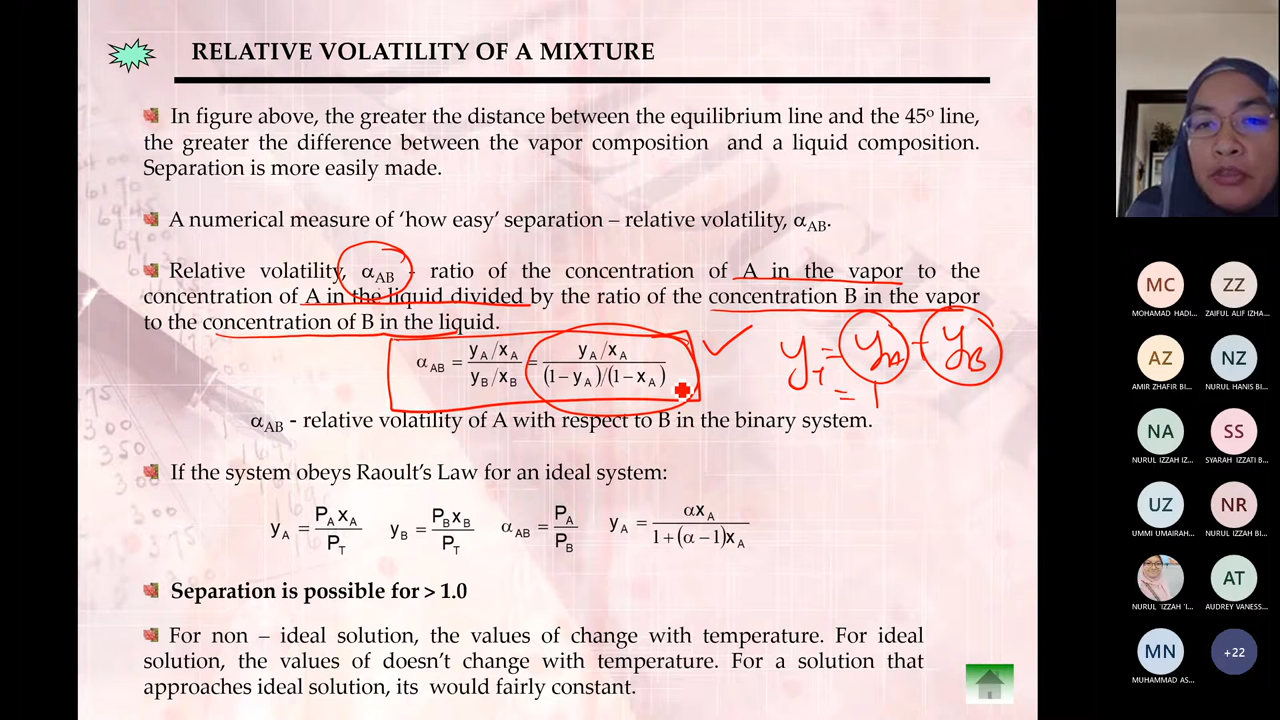 RELATIVE VOLATILITY OF A MIXTURE
In figure above, the greater the distance between the equilibrium line and the 45º line,
the greater the difference between the vapor composition and a liquid composition.
Separation is more easily made.
A numerical measure of ‘how easy’ separation – relative volatility, αAB.
Relative volatility, αAB - ratio of the concentration of A in the vapor to the
concentration of A in the liquid divided by the ratio of the concentration B in the vapor
to the concentration of B in the liquid.
αAB = (yA/xA)/(yB/xB) = (yA/xA)/((1−yA)/(1−xA))
yT = yA + yB
= 1
αAB - relative volatility of A with respect to B in the binary system.
If the system obeys Raoult’s Law for an ideal system:
yA = PAxA/PT yB = PBxB/PT αAB = PA/PB yA = αxA/(1+(α−1)xA)
Separation is possible for > 1.0
For non – ideal solution, the values of change with temperature. For ideal
solution, the values of doesn’t change with temperature. For a solution that
approaches ideal solution, its would fairly constant.
MC ZZ
MOHAMAD HADI... ZAIFUL ALIF IZHA...
AZ NZ
AMIR ZHAFIR BI... NURUL HANIS BI...
NA SS
NURUL IZZAH IZ... SYARAH IZZATI B...
UZ NR
UMMI UMAIRAH... NURUL IZZAH BI...
AT
NURUL 'IZZAH 'I... AUDREY VANESS...
MN +22
MUHAMMAD AS...